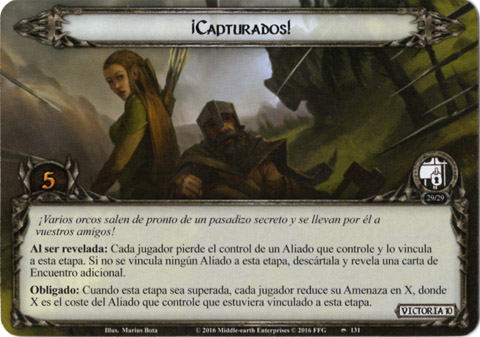 ¡CAPTURADOS!
5
29/29
¡Varios orcos salen de pronto de un pasadizo secreto y se llevan por él a
vuestros amigos!
Al ser revelada: Cada jugador pierde el control de un Aliado que controle y lo vincula
a esta etapa. Si no se vincula ningún Aliado a esta etapa, descártala y revela una carta de
Encuentro adicional.
Obligado: Cuando esta etapa sea superada, cada jugador reduce su Amenaza en X, donde
X es el coste del Aliado que controle que estuviera vinculado a esta etapa.
VICTORIA 10
Illus. Marius Bota © 2016 Middle-earth Enterprises © 2016 FFG 131